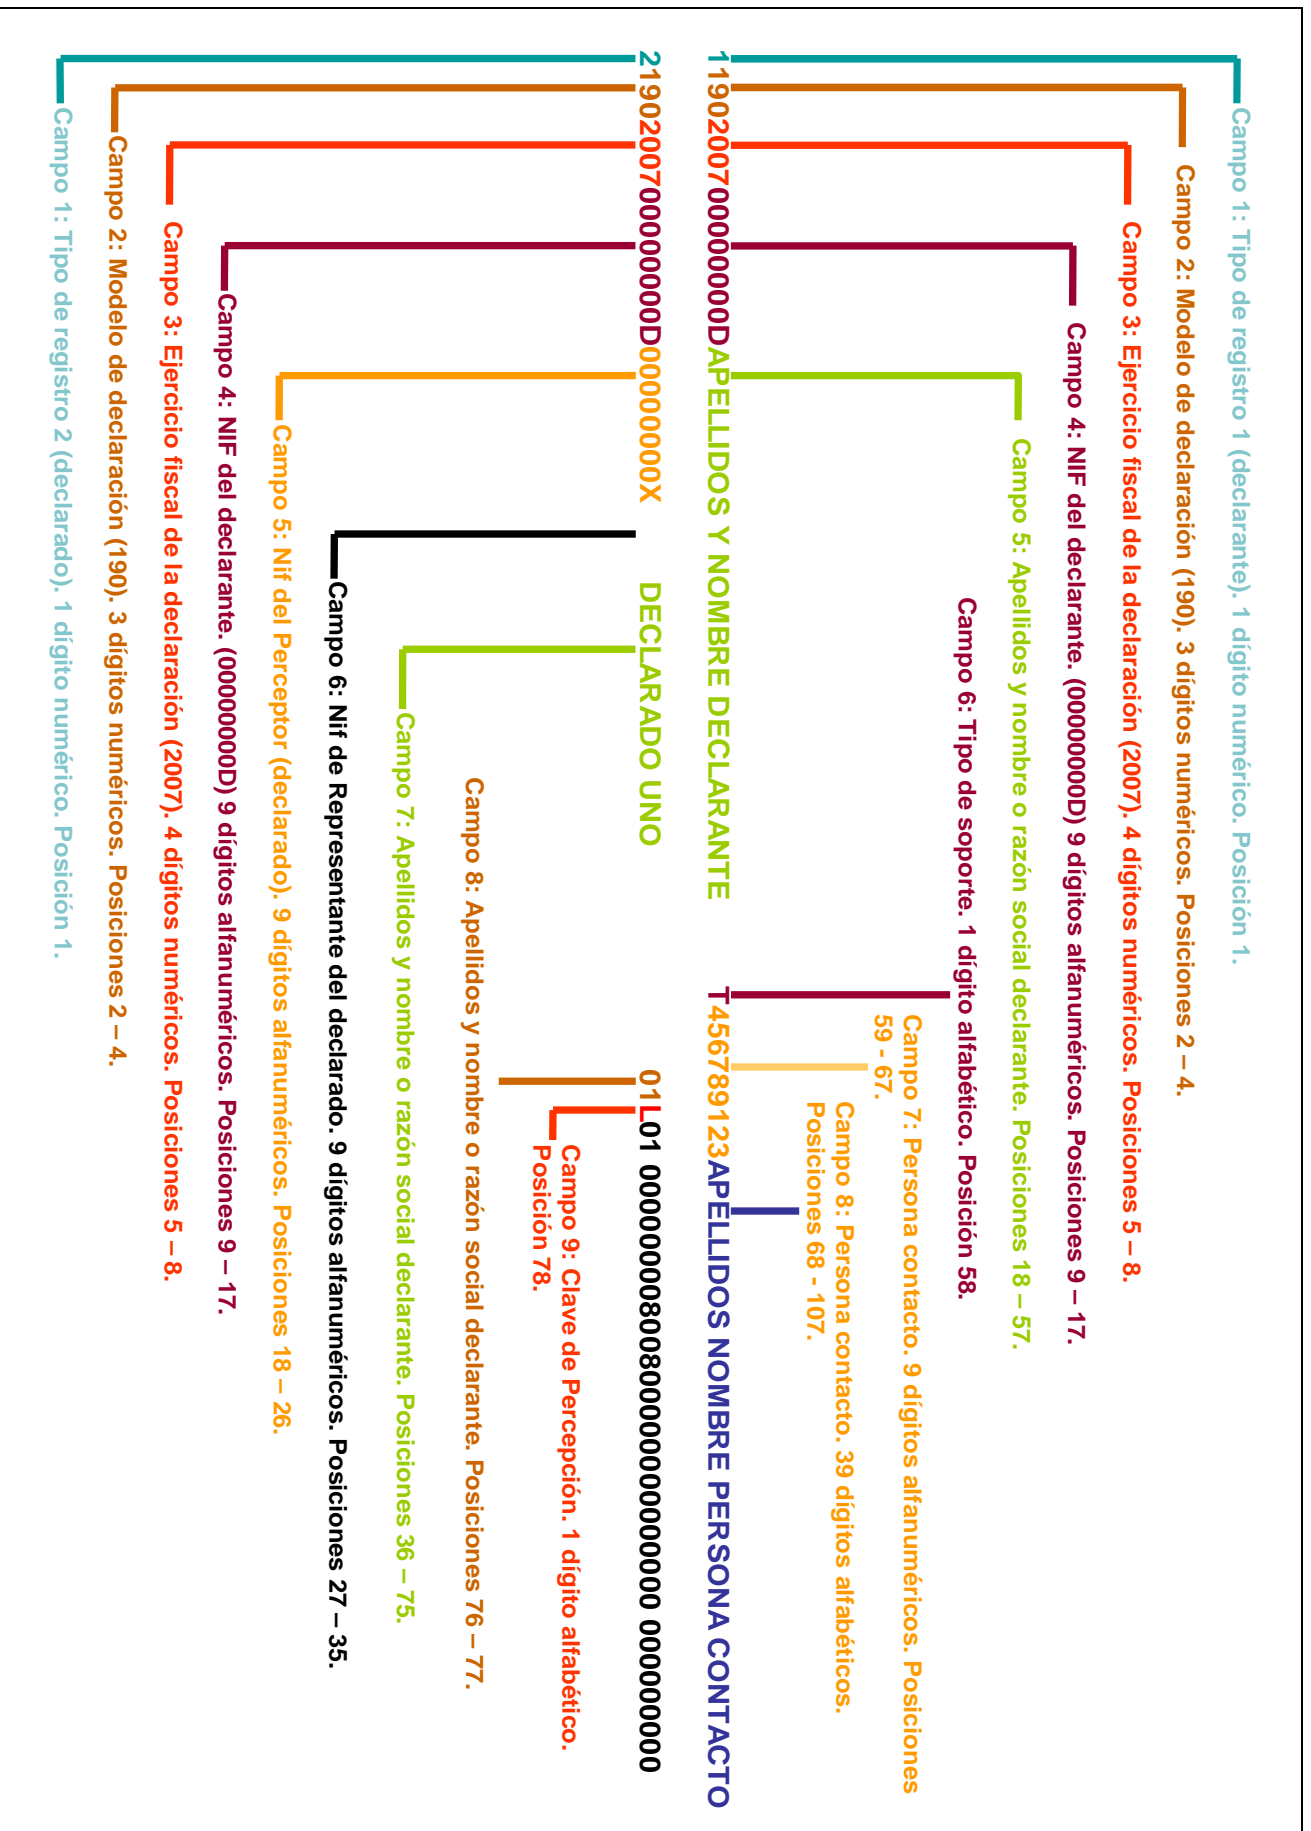 Campo 1: Tipo de registro 1 (declarante). 1 dígito numérico. Posición 1.
Campo 2: Modelo de declaración (190). 3 dígitos numéricos. Posiciones 2 – 4.
Campo 3: Ejercicio fiscal de la declaración (2007). 4 dígitos numéricos. Posiciones 5 – 8.
Campo 4: NIF del declarante. (00000000D) 9 dígitos alfanuméricos. Posiciones 9 – 17.
Campo 5: Apellidos y nombre o razón social declarante. Posiciones 18 – 57.
Campo 6: Tipo de soporte. 1 dígito alfabético. Posición 58.
Campo 7: Persona contacto. 9 dígitos alfanuméricos. Posiciones
59 - 67.
Campo 8: Persona contacto. 39 dígitos alfabéticos.
Posiciones 68 - 107.
1190200700000000DAPELLIDOS Y NOMBRE DECLARANTE T456789123APELLIDOS NOMBRE PERSONA CONTACTO
2190200700000000D00000000X DECLARADO UNO 01L01 00000000800800000000000000 000000000
Campo 9: Clave de Percepción. 1 dígito alfabético.
Posición 78.
Campo 8: Apellidos y nombre o razón social declarante. Posiciones 76 – 77.
Campo 7: Apellidos y nombre o razón social declarante. Posiciones 36 – 75.
Campo 6: Nif de Representante del declarado. 9 dígitos alfanuméricos. Posiciones 27 – 35.
Campo 5: Nif del Perceptor (declarado). 9 dígitos alfanuméricos. Posiciones 18 – 26.
Campo 4: NIF del declarante. (00000000D) 9 dígitos alfanuméricos. Posiciones 9 – 17.
Campo 3: Ejercicio fiscal de la declaración (2007). 4 dígitos numéricos. Posiciones 5 – 8.
Campo 2: Modelo de declaración (190). 3 dígitos numéricos. Posiciones 2 – 4.
Campo 1: Tipo de registro 2 (declarado). 1 dígito numérico. Posición 1.